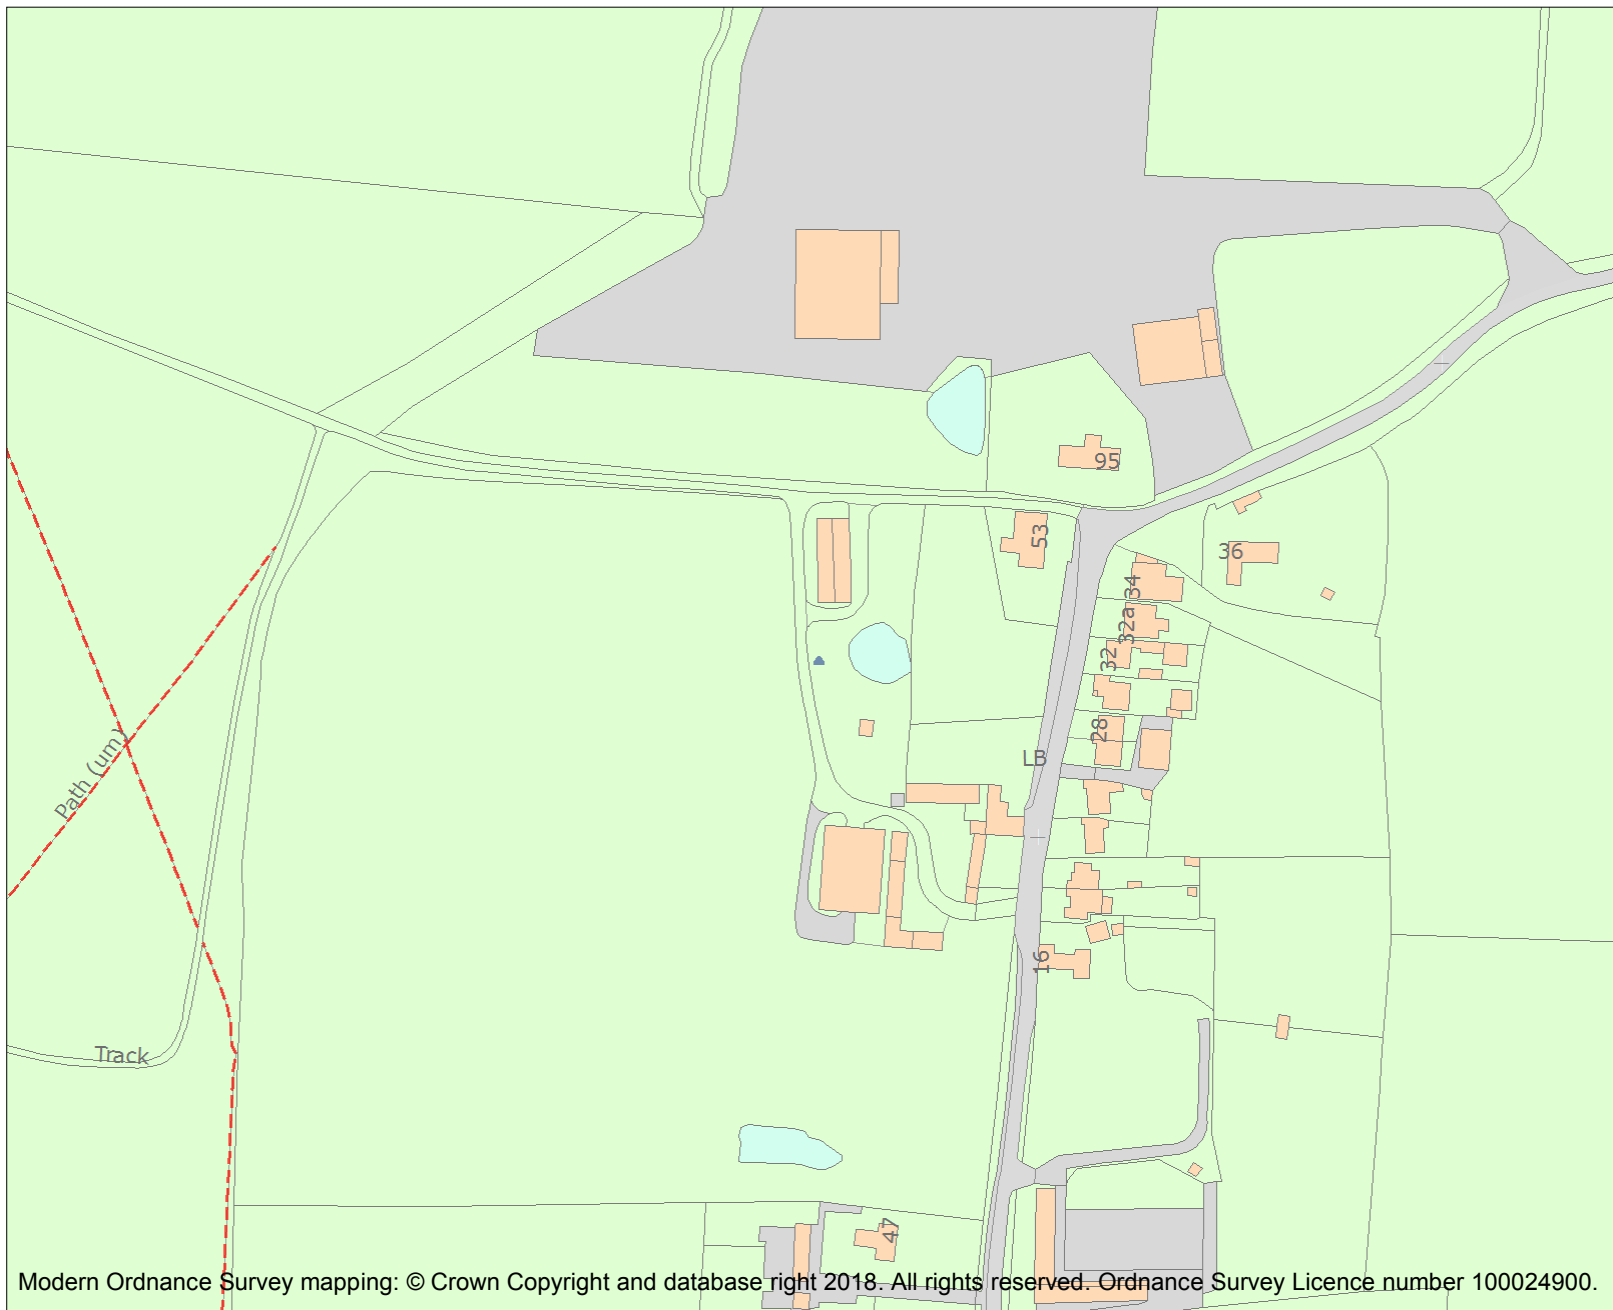 95
53
36
34
32a
32
28
Path (um)
LB
16
Track
47
Modern Ordnance Survey mapping: © Crown Copyright and database right 2018. All rights reserved. Ordnance Survey Licence number 100024900.